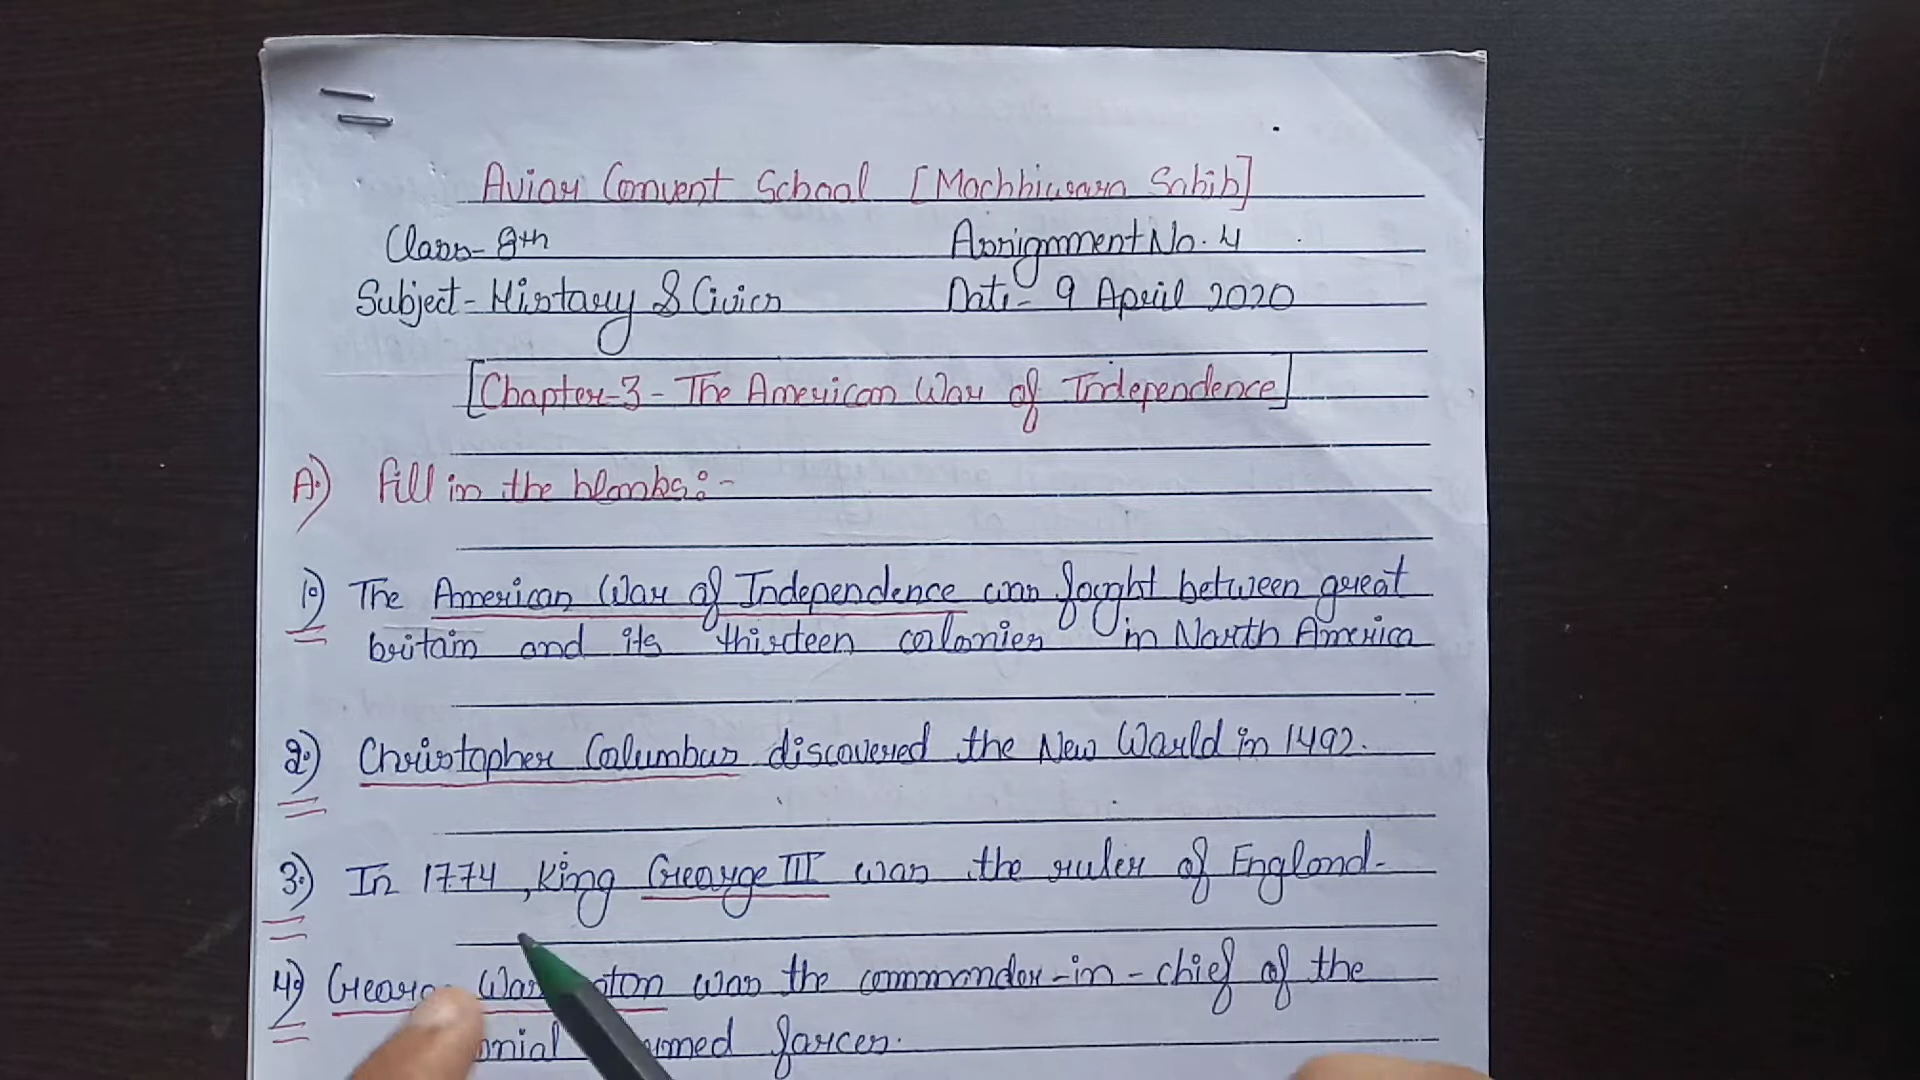 Aviar Convent School [Machhiwara Sahib]
Class- 8th Assignment No. 4
Subject- History & Civics Date- 9 April 2020
[Chapter-3- The American War of Independence]
A.) fill in the blanks:-
1.) The American War of Independence was fought between great
britain and its thirteen colonies in North America
2.) Christopher Columbus discovered the New World in 1492.
3.) In 1774, King George III was the ruler of England.
4.) was the commander-in-chief of the
forces.